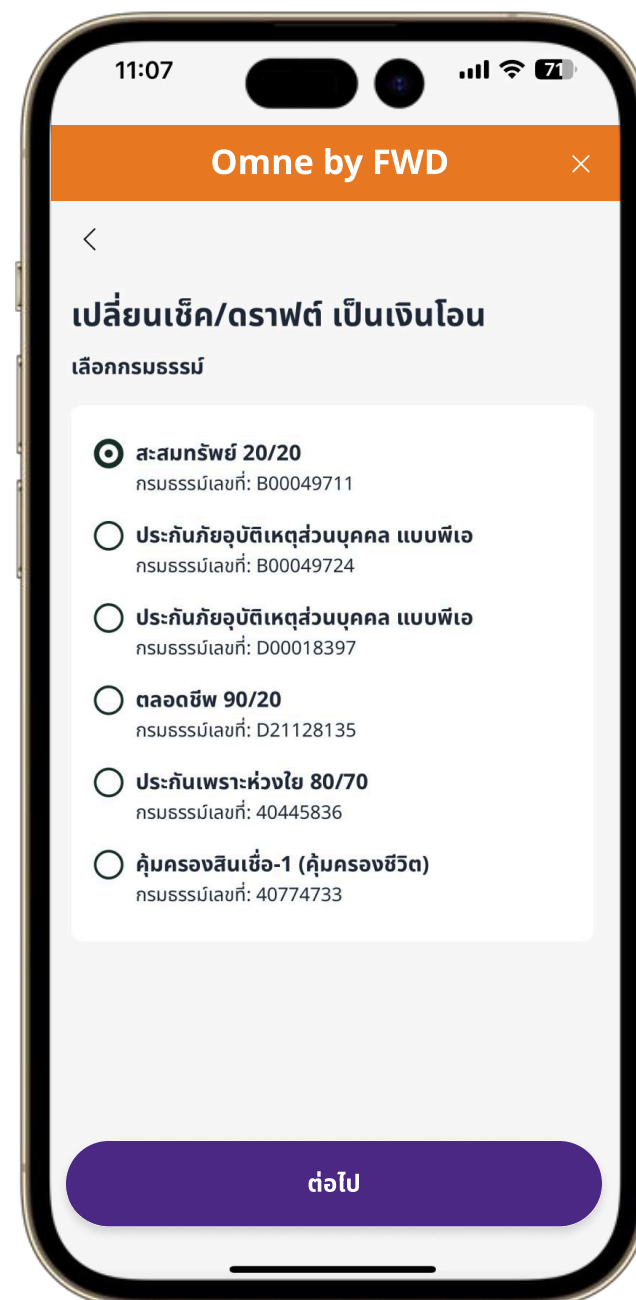 11:07
71
Omne by FWD
เปลี่ยนเช็ค/ดราฟต์ เป็นเงินโอน
เลือกกรมธรรม์
สะสมทรัพย์ 20/20
กรมธรรม์เลขที่: B00049711
ประกันภัยอุบัติเหตุส่วนบุคคล แบบพีเอ
กรมธรรม์เลขที่: B00049724
ประกันภัยอุบัติเหตุส่วนบุคคล แบบพีเอ
กรมธรรม์เลขที่: D00018397
ตลอดชีพ 90/20
กรมธรรม์เลขที่: D21128135
ประกันเพราะห่วงใย 80/70
กรมธรรม์เลขที่: 40445836
คุ้มครองสินเชื่อ-1 (คุ้มครองชีวิต)
กรมธรรม์เลขที่: 40774733
ต่อไป